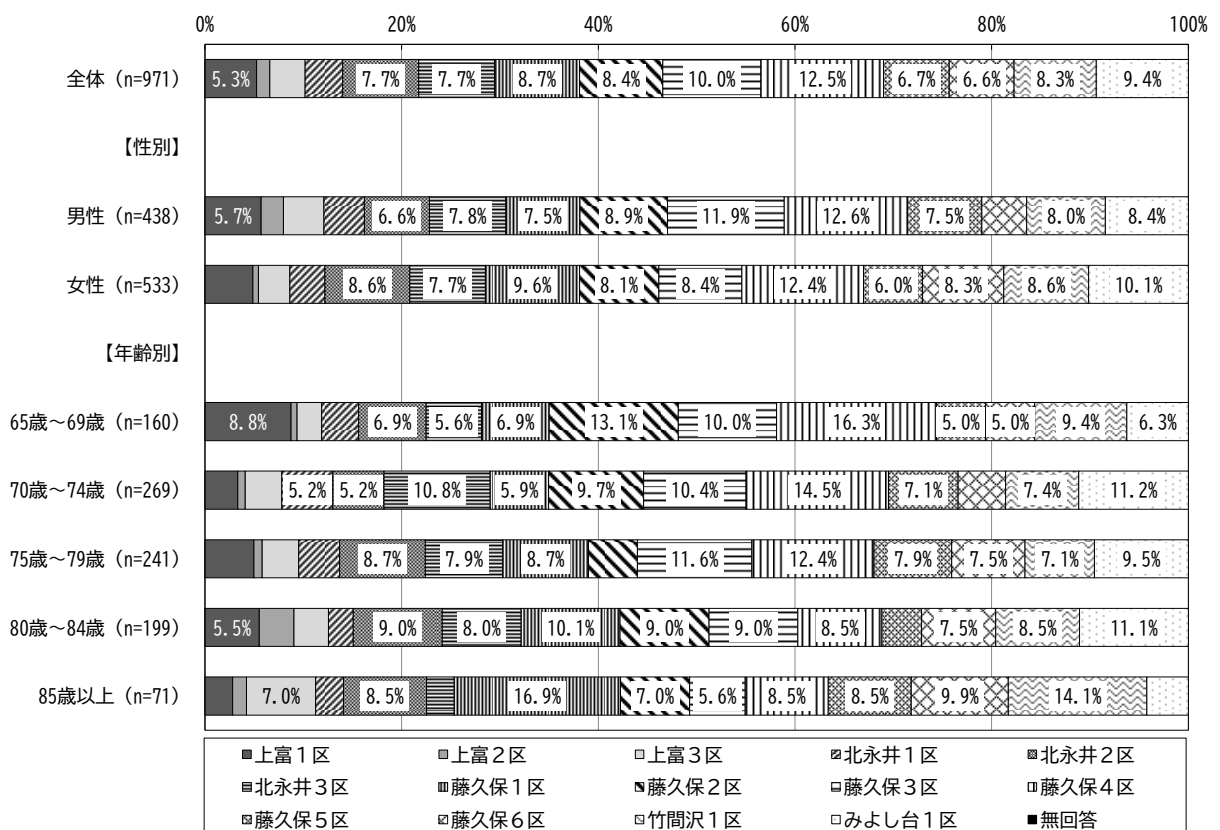 0% 20% 40% 60% 80% 100%
全体（n=971） 5.3% 7.7% 7.7% 8.7% 8.4% 10.0% 12.5% 6.7% 6.6% 8.3% 9.4%
【性別】
男性（n=438） 5.7% 6.6% 7.8% 7.5% 8.9% 11.9% 12.6% 7.5% 8.0% 8.4%
女性（n=533） 8.6% 7.7% 9.6% 8.1% 8.4% 12.4% 6.0% 8.3% 8.6% 10.1%
【年齢別】
65歳～69歳（n=160） 8.8% 6.9% 5.6% 6.9% 13.1% 10.0% 16.3% 5.0% 5.0% 9.4% 6.3%
70歳～74歳（n=269） 5.2% 5.2% 10.8% 5.9% 9.7% 10.4% 14.5% 7.1% 7.4% 11.2%
75歳～79歳（n=241） 8.7% 7.9% 8.7% 11.6% 12.4% 7.9% 7.5% 7.1% 9.5%
80歳～84歳（n=199） 5.5% 9.0% 8.0% 10.1% 9.0% 9.0% 8.5% 7.5% 8.5% 11.1%
85歳以上（n=71） 7.0% 8.5% 16.9% 7.0% 5.6% 8.5% 8.5% 9.9% 14.1%
上富１区 上富２区 上富３区 北永井１区 北永井２区
北永井３区 藤久保１区 藤久保２区 藤久保３区 藤久保４区
藤久保５区 藤久保６区 竹間沢１区 みよし台１区 無回答